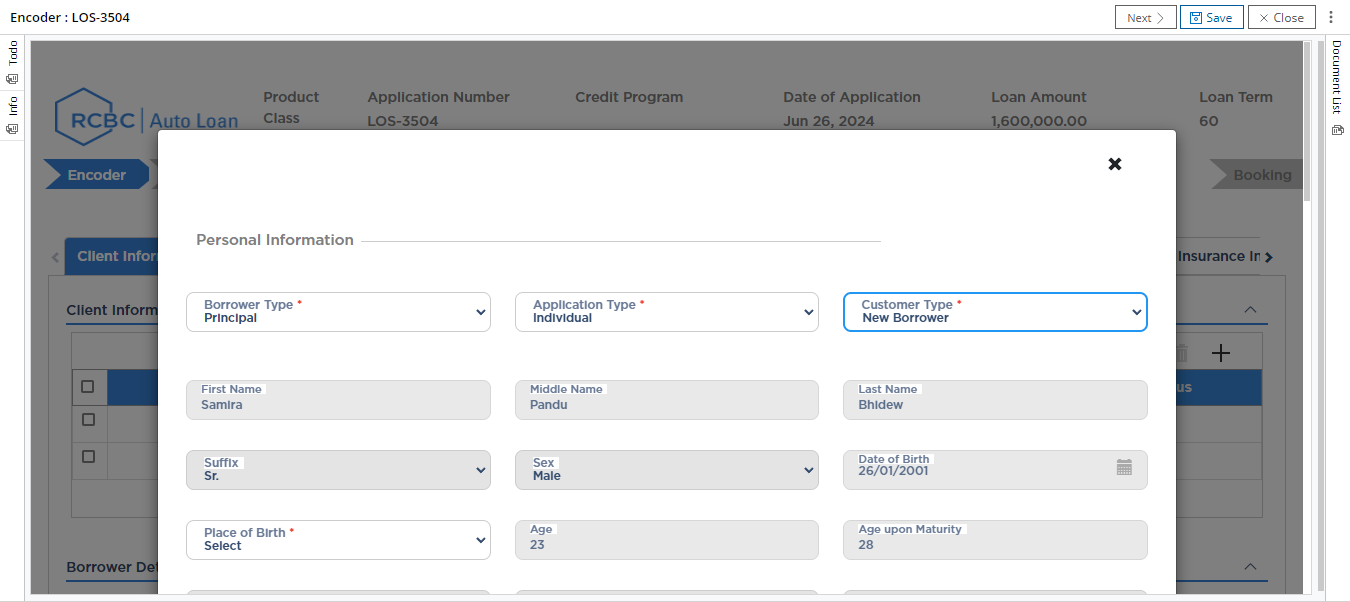 Encoder : LOS-3504
Next
Save
Close
Todo
Info
Document List
RCBC Auto Loan
Product Class
Application Number
LOS-3504
Credit Program
Date of Application
Jun 26, 2024
Loan Amount
1,600,000.00
Loan Term
60
Encoder
Booking
Client Infor
Insurance In
Client Inform
us
Borrower Det
Personal Information
Borrower Type *
Principal
Application Type *
Individual
Customer Type *
New Borrower
First Name
Samira
Middle Name
Pandu
Last Name
Bhidew
Suffix
Sr.
Sex
Male
Date of Birth
26/01/2001
Place of Birth *
Select
Age
23
Age upon Maturity
28